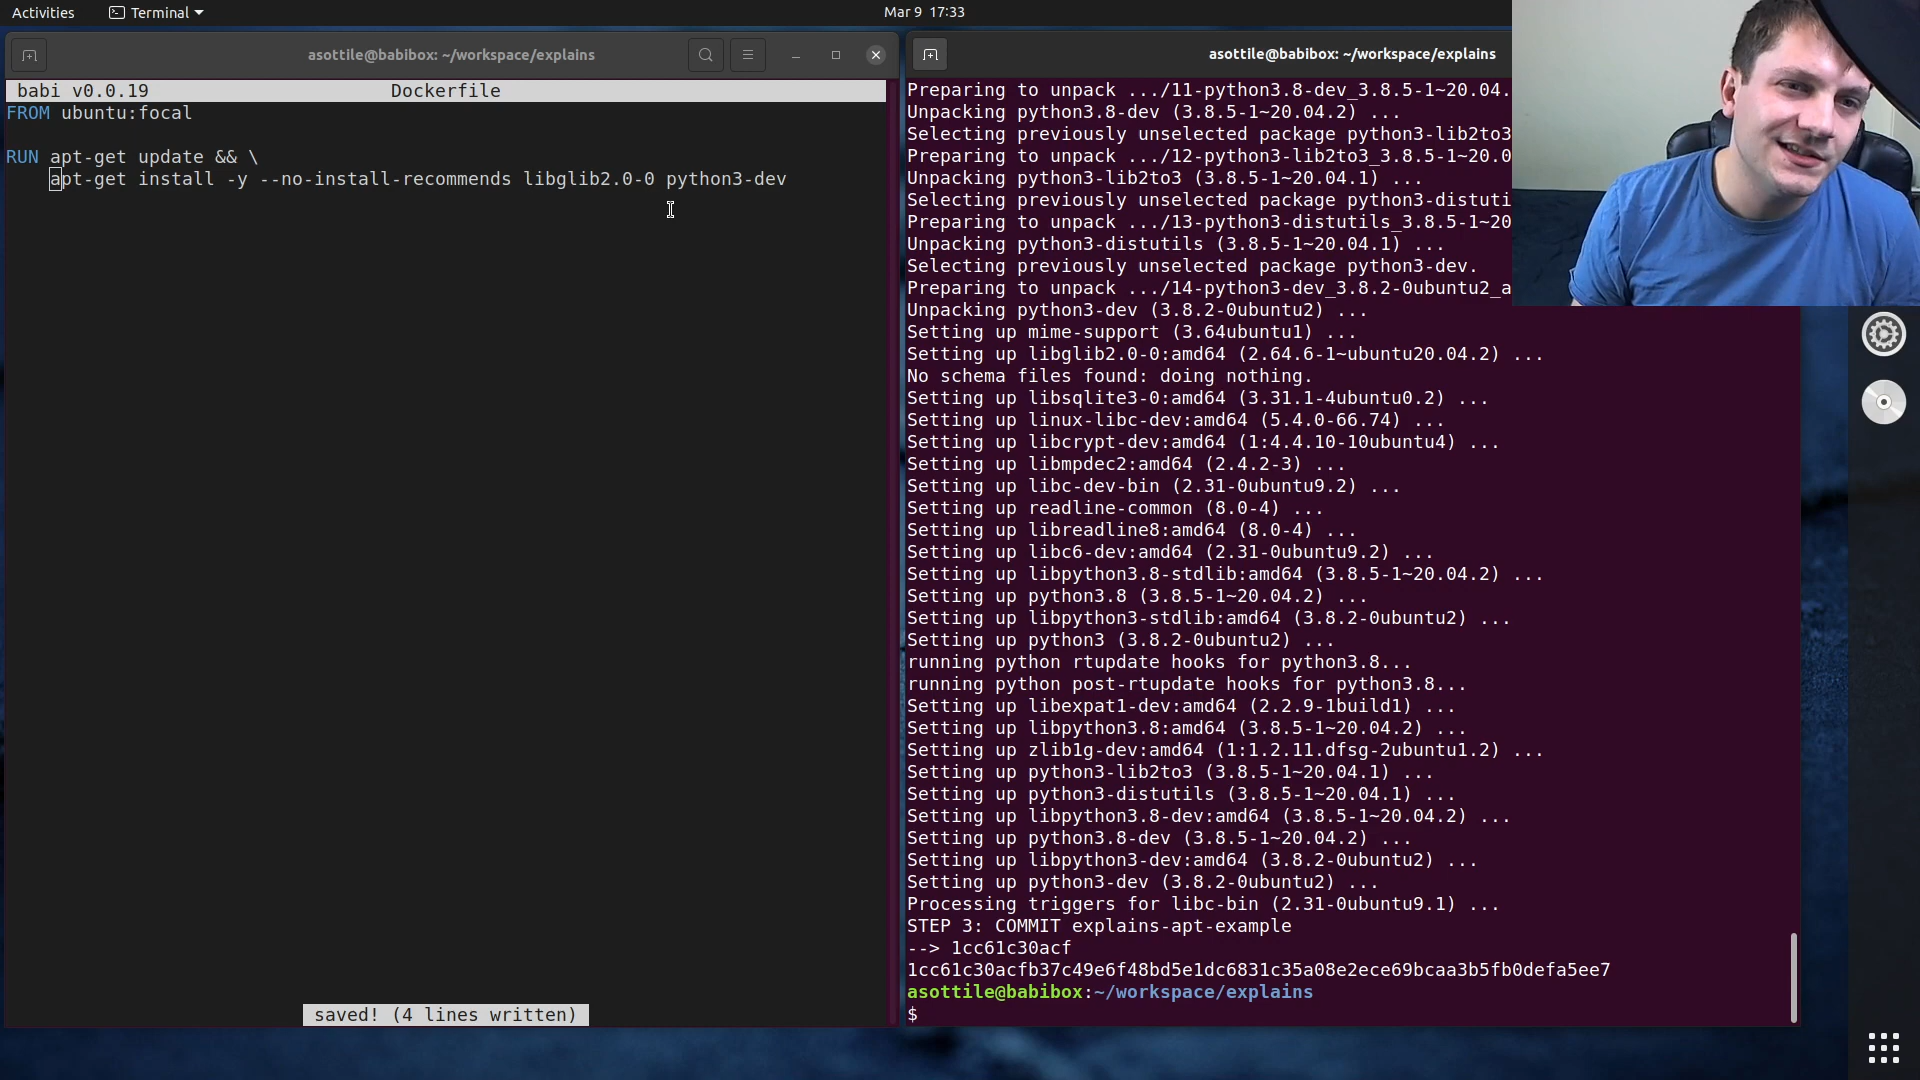 Activities
Terminal
Mar 9 17:33
asottile@babibox: ~/workspace/explains
babi v0.0.19
Dockerfile
FROM ubuntu:focal
RUN apt-get update && \
apt-get install -y --no-install-recommends libglib2.0-0 python3-dev
saved! (4 lines written)
asottile@babibox: ~/workspace/explains
Preparing to unpack .../11-python3.8-dev_3.8.5-1~20.04.
Unpacking python3.8-dev (3.8.5-1~20.04.2) ...
Selecting previously unselected package python3-lib2to3
Preparing to unpack .../12-python3-lib2to3_3.8.5-1~20.0
Unpacking python3-lib2to3 (3.8.5-1~20.04.1) ...
Selecting previously unselected package python3-distuti
Preparing to unpack .../13-python3-distutils_3.8.5-1~20
Unpacking python3-distutils (3.8.5-1~20.04.1) ...
Selecting previously unselected package python3-dev.
Preparing to unpack .../14-python3-dev_3.8.2-0ubuntu2_a
Unpacking python3-dev (3.8.2-0ubuntu2) ...
Setting up mime-support (3.64ubuntu1) ...
Setting up libglib2.0-0:amd64 (2.64.6-1~ubuntu20.04.2) ...
No schema files found: doing nothing.
Setting up libsqlite3-0:amd64 (3.31.1-4ubuntu0.2) ...
Setting up linux-libc-dev:amd64 (5.4.0-66.74) ...
Setting up libcrypt-dev:amd64 (1:4.4.10-10ubuntu4) ...
Setting up libmpdec2:amd64 (2.4.2-3) ...
Setting up libc-dev-bin (2.31-0ubuntu9.2) ...
Setting up readline-common (8.0-4) ...
Setting up libreadline8:amd64 (8.0-4) ...
Setting up libc6-dev:amd64 (2.31-0ubuntu9.2) ...
Setting up libpython3.8-stdlib:amd64 (3.8.5-1~20.04.2) ...
Setting up python3.8 (3.8.5-1~20.04.2) ...
Setting up libpython3-stdlib:amd64 (3.8.2-0ubuntu2) ...
Setting up python3 (3.8.2-0ubuntu2) ...
running python rtupdate hooks for python3.8...
running python post-rtupdate hooks for python3.8...
Setting up libexpat1-dev:amd64 (2.2.9-1build1) ...
Setting up libpython3.8:amd64 (3.8.5-1~20.04.2) ...
Setting up zlib1g-dev:amd64 (1:1.2.11.dfsg-2ubuntu1.2) ...
Setting up python3-lib2to3 (3.8.5-1~20.04.1) ...
Setting up python3-distutils (3.8.5-1~20.04.1) ...
Setting up libpython3.8-dev:amd64 (3.8.5-1~20.04.2) ...
Setting up python3.8-dev (3.8.5-1~20.04.2) ...
Setting up libpython3-dev:amd64 (3.8.2-0ubuntu2) ...
Setting up python3-dev (3.8.2-0ubuntu2) ...
Processing triggers for libc-bin (2.31-0ubuntu9.1) ...
STEP 3: COMMIT explains-apt-example
--> 1cc61c30acf
1cc61c30acfb37c49e6f48bd5e1dc6831c35a08e2ece69bcaa3b5fb0defa5ee7
asottile@babibox:~/workspace/explains
$